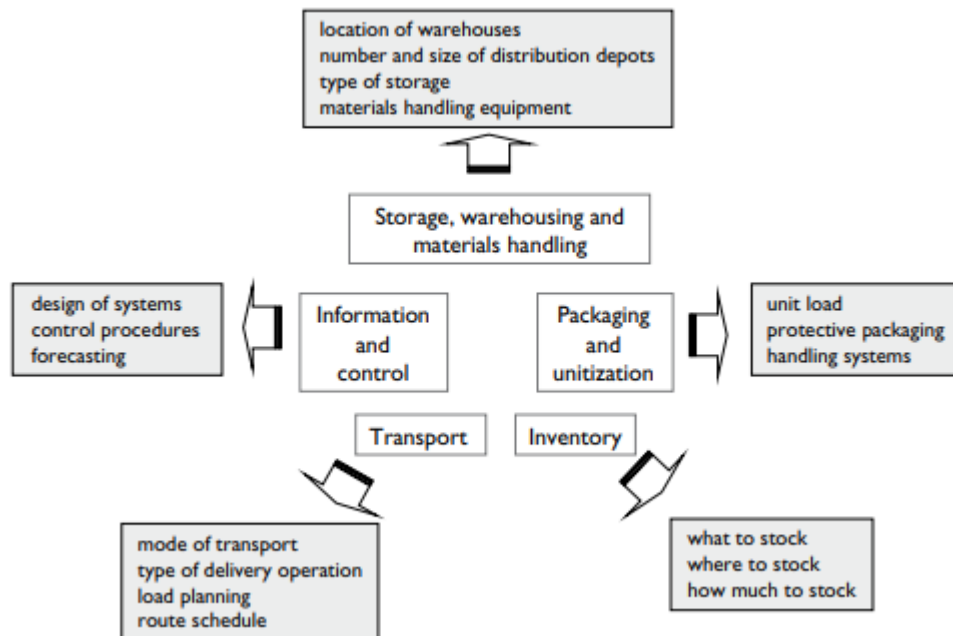 location of warehouses
number and size of distribution depots
type of storage
materials handling equipment
Storage, warehousing and
materials handling
design of systems
control procedures
forecasting
Information
and
control
Packaging
and
unitization
unit load
protective packaging
handling systems
Transport
Inventory
mode of transport
type of delivery operation
load planning
route schedule
what to stock
where to stock
how much to stock